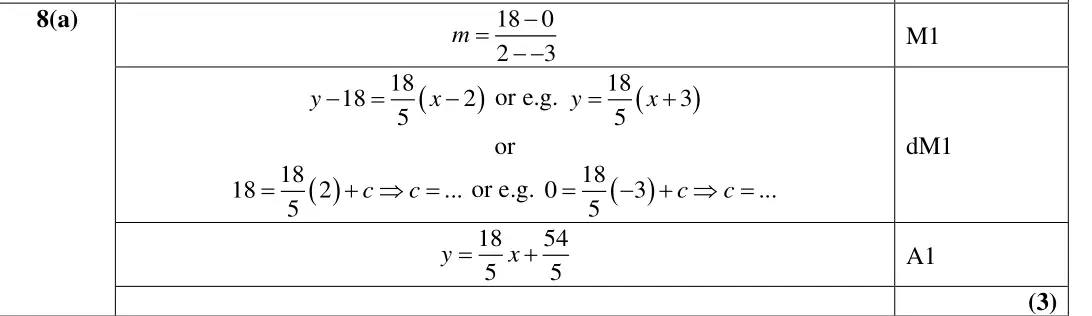 8(a)
m = (18 − 0)/(2 − −3)
M1
y − 18 = 18/5 (x − 2) or e.g. y = 18/5 (x + 3)
or
18 = 18/5 (2) + c ⇒ c = ... or e.g. 0 = 18/5 (−3) + c ⇒ c = ...
dM1
y = 18/5 x + 54/5
A1
(3)